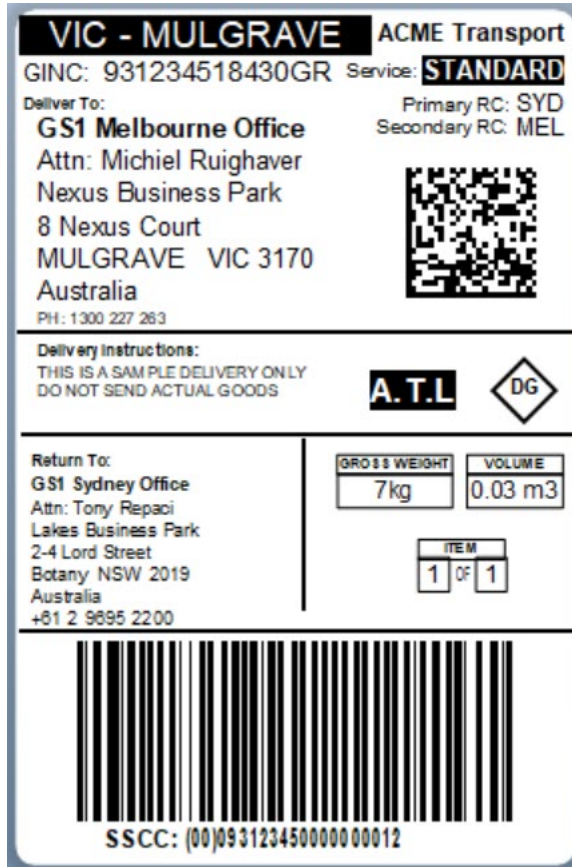 VIC - MULGRAVE ACME Transport
GINC: 931234518430GR Service: STANDARD
Deliver To: Primary RC: SYD
GS1 Melbourne Office Secondary RC: MEL
Attn: Michiel Ruighaver
Nexus Business Park
8 Nexus Court
MULGRAVE VIC 3170
Australia
PH: 1300 227 263
Delivery Instructions:
THIS IS A SAMPLE DELIVERY ONLY
DO NOT SEND ACTUAL GOODS
A.T.L DG
Return To:
GS1 Sydney Office
Attn: Tony Repaci
Lakes Business Park
2-4 Lord Street
Botany NSW 2019
Australia
+61 2 9695 2200
GROSS WEIGHT VOLUME
7kg 0.03 m3
ITEM
1 OF 1
SSCC: (00)093123450000000012